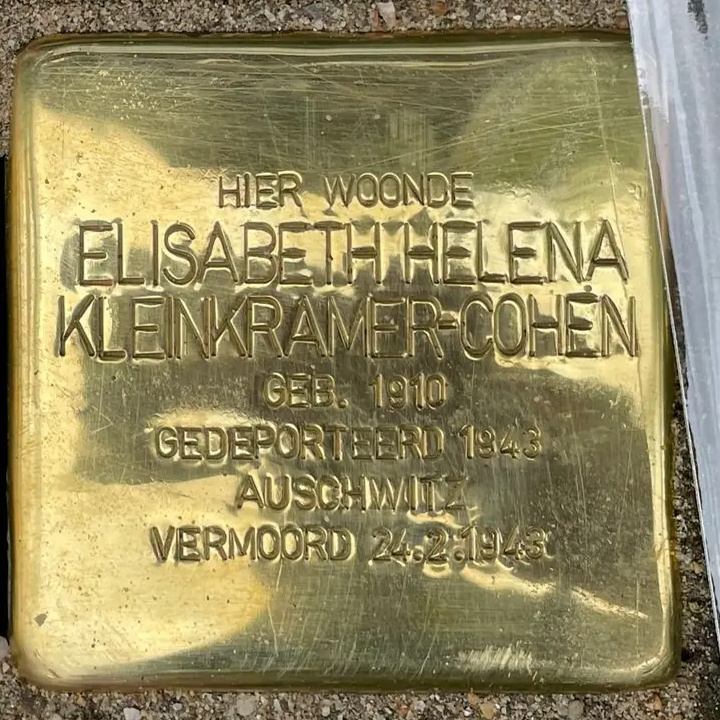 HIER WOONDE
ELISABETH HELENA
KLEINKRAMER-COHEN
GEB. 1910
GEDEPORTEERD 1943
AUSCHWITZ
VERMOORD 24.2.1943